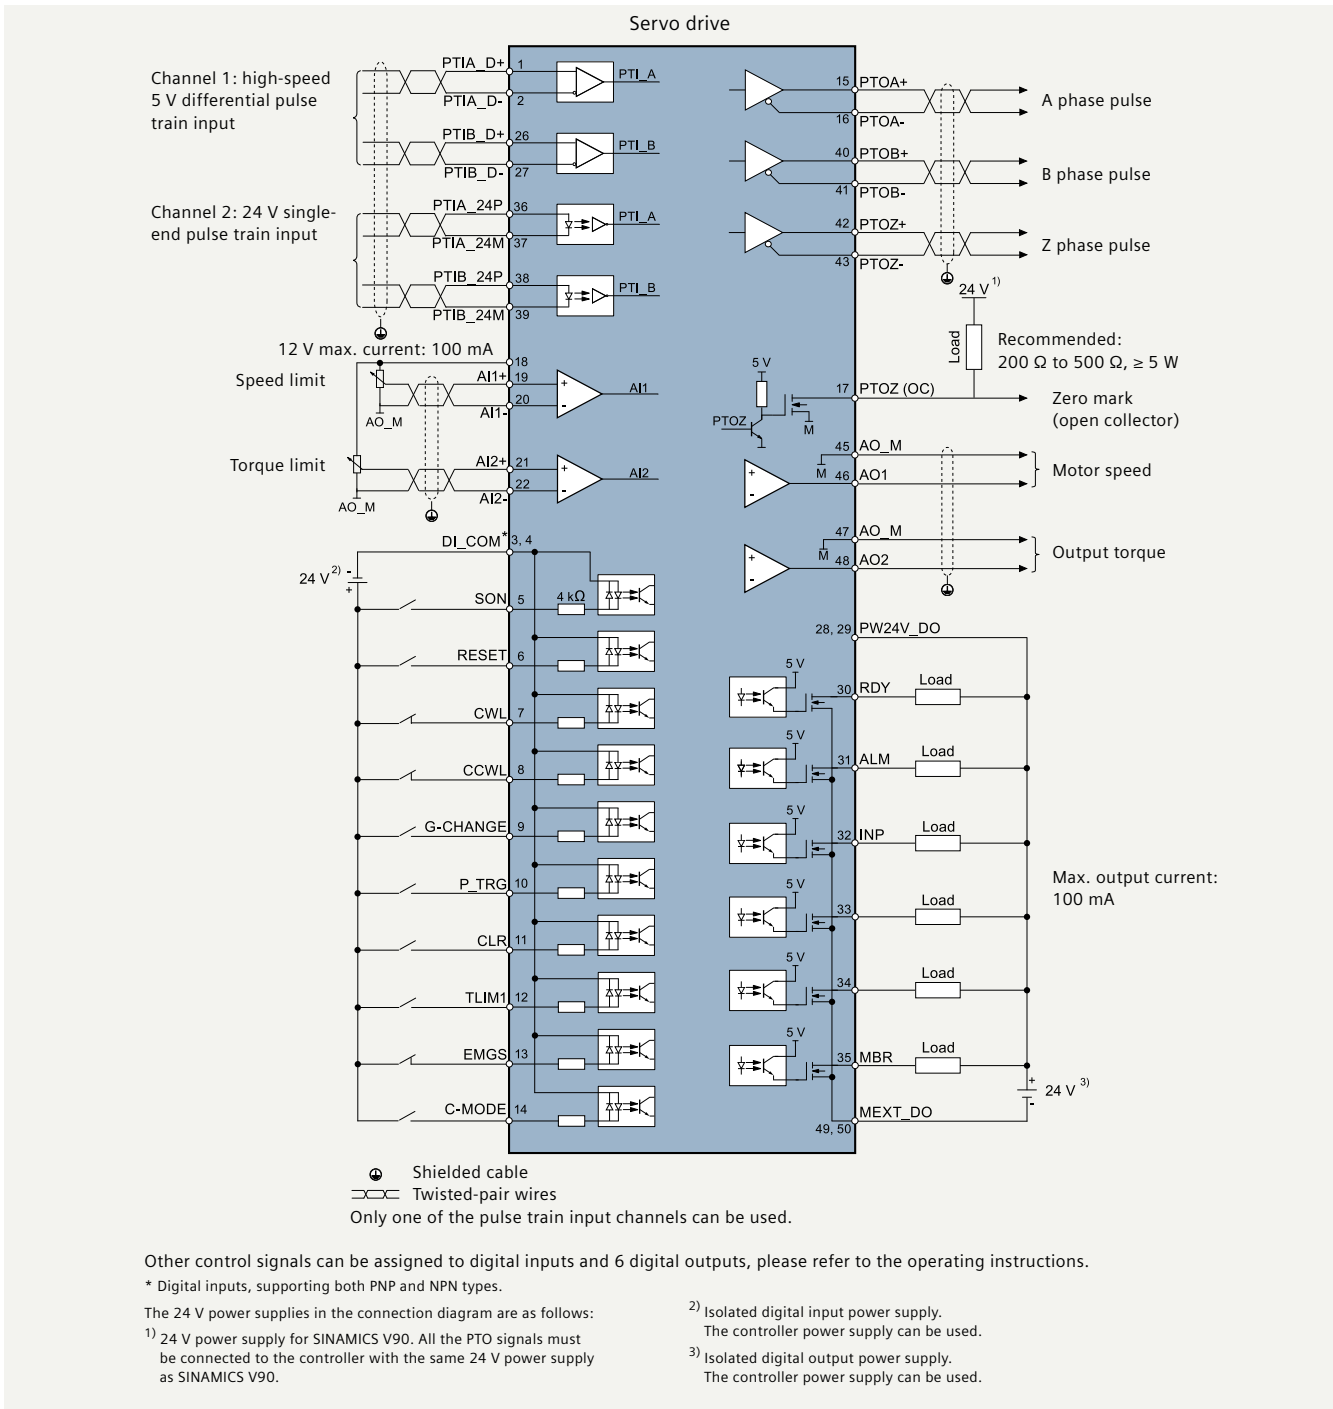 Servo drive
Channel 1: high-speed
5 V differential pulse
train input
PTIA_D+ 1
PTIA_D- 2
PTI_A
PTIB_D+ 26
PTIB_D- 27
PTI_B
Channel 2: 24 V single-
end pulse train input
PTIA_24P 36
PTIA_24M 37
PTI_A
PTIB_24P 38
PTIB_24M 39
PTI_B
15 PTOA+
16 PTOA-
A phase pulse
40 PTOB+
41 PTOB-
B phase pulse
42 PTOZ+
43 PTOZ-
Z phase pulse
24 V 1)
Load
Recommended:
200 Ω to 500 Ω, ≥ 5 W
5 V
PTOZ
M
17 PTOZ (OC)
Zero mark
(open collector)
12 V max. current: 100 mA
18
Speed limit
AI1+ 19
AI1- 20
AI1
AO_M
Torque limit
AI2+ 21
AI2- 22
AI2
AO_M
45 AO_M
M
46 AO1
Motor speed
47 AO_M
M
48 AO2
Output torque
DI_COM* 3, 4
24 V 2) -
+
SON 5
4 kΩ
RESET 6
CWL 7
CCWL 8
G-CHANGE 9
P_TRG 10
CLR 11
TLIM1 12
EMGS 13
C-MODE 14
28, 29 PW24V_DO
5 V
30 RDY
Load
5 V
31 ALM
Load
5 V
32 INP
Load
5 V
33
Load
5 V
34
Load
5 V
35 MBR
Load
Max. output current:
100 mA
+
24 V 3)
-
MEXT_DO
49, 50
Shielded cable
Twisted-pair wires
Only one of the pulse train input channels can be used.
Other control signals can be assigned to digital inputs and 6 digital outputs, please refer to the operating instructions.
* Digital inputs, supporting both PNP and NPN types.
The 24 V power supplies in the connection diagram are as follows:
1) 24 V power supply for SINAMICS V90. All the PTO signals must
be connected to the controller with the same 24 V power supply
as SINAMICS V90.
2) Isolated digital input power supply.
The controller power supply can be used.
3) Isolated digital output power supply.
The controller power supply can be used.